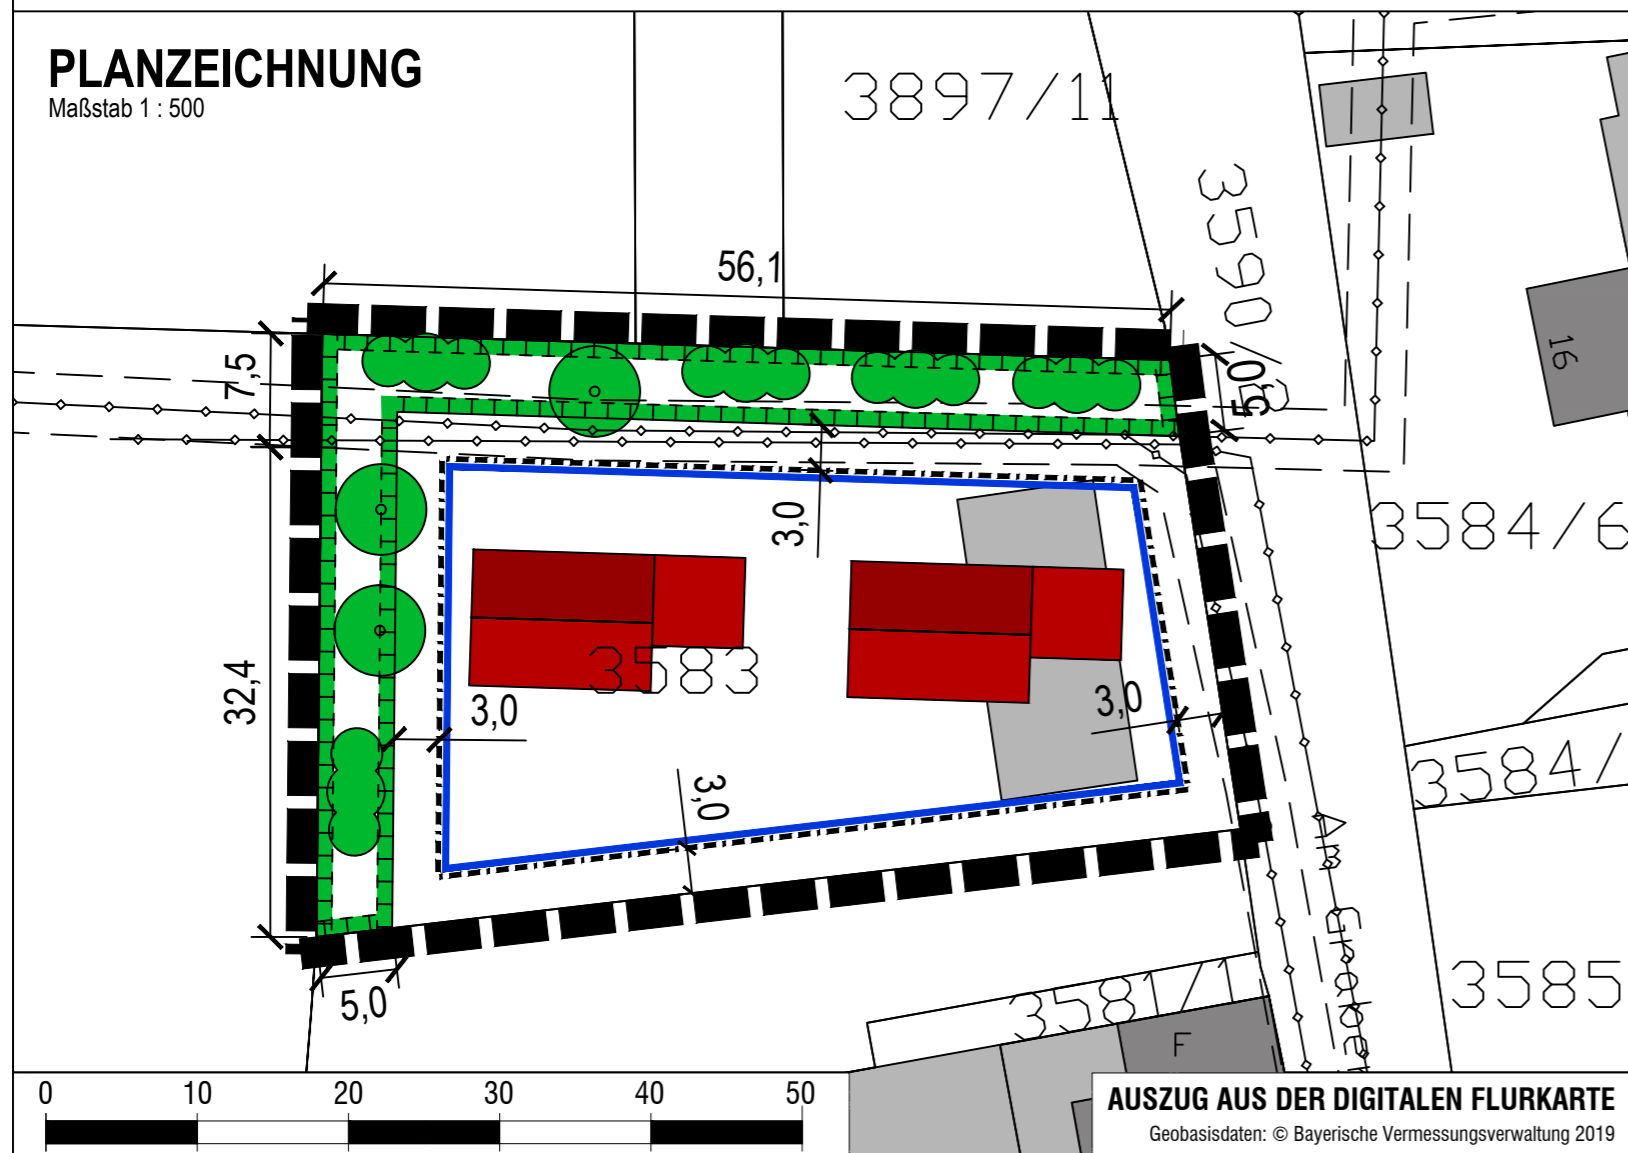 PLANZEICHNUNG
Maßstab 1 : 500
3897/11
3590/
56,1
7,5
5,0
16
3,0
3584/6
32,4
3583
3,0
3,0
3,0
3584/
Am
5,0
3581/1
3585
F
0 10 20 30 40 50
AUSZUG AUS DER DIGITALEN FLURKARTE
Geobasisdaten: © Bayerische Vermessungsverwaltung 2019